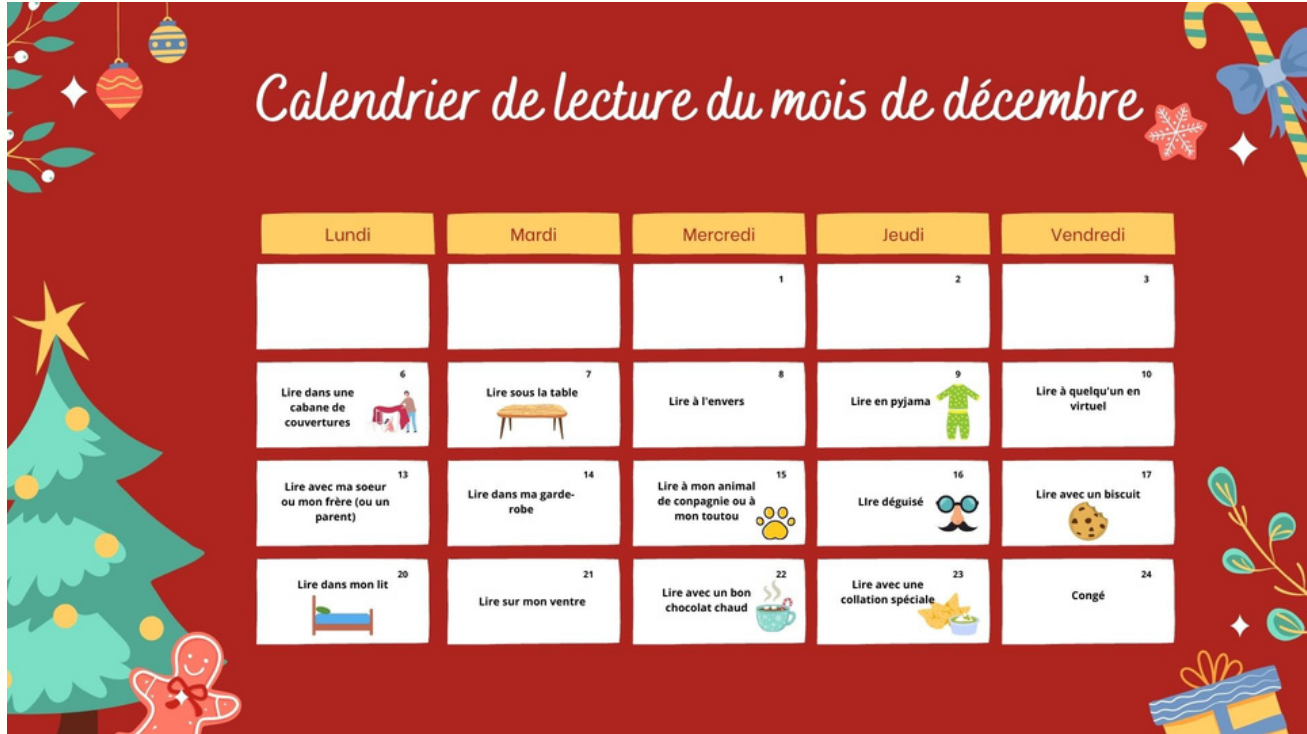 Calendrier de lecture du mois de décembre
Lundi
Mardi
Mercredi
Jeudi
Vendredi
1
2
3
6
Lire dans une
cabane de
couvertures
7
Lire sous la table
8
Lire à l'envers
9
Lire en pyjama
10
Lire à quelqu'un en
virtuel
13
Lire avec ma soeur
ou mon frère (ou un
parent)
14
Lire dans ma garde-
robe
15
Lire à mon animal
de conpagnie ou à
mon toutou
16
LIre déguisé
17
Lire avec un biscuit
20
Lire dans mon lit
21
Lire sur mon ventre
22
Lire avec un bon
chocolat chaud
23
Lire avec une
collation spéciale
24
Congé